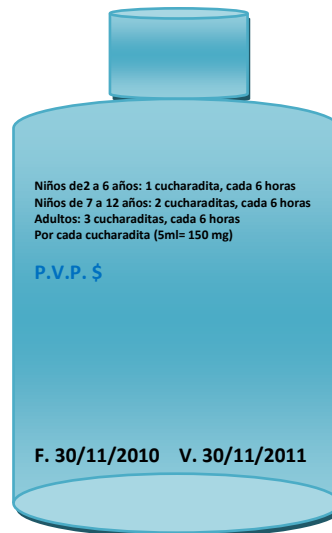 Niños de2 a 6 años: 1 cucharadita, cada 6 horas
Niños de 7 a 12 años: 2 cucharaditas, cada 6 horas
Adultos: 3 cucharaditas, cada 6 horas
Por cada cucharadita (5ml= 150 mg)
P.V.P. $
F. 30/11/2010 V. 30/11/2011